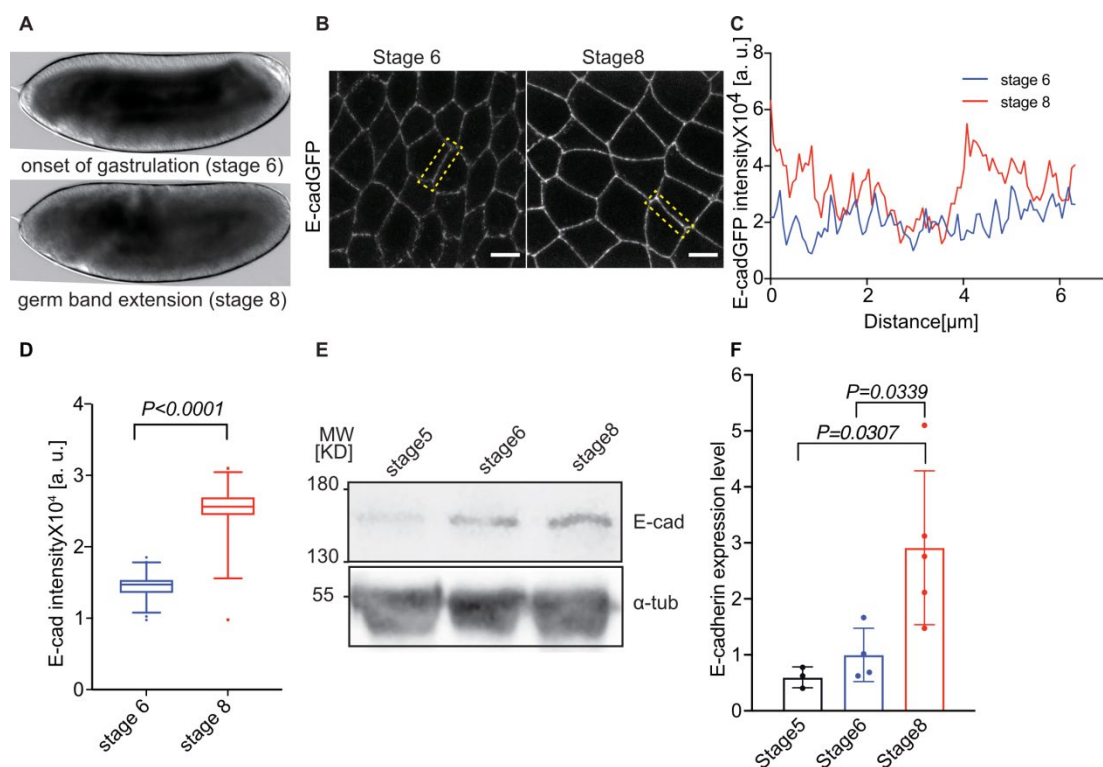 A
onset of gastrulation (stage 6)
germ band extension (stage 8)
B
Stage 6
Stage8
E-cadGFP
C
E-cadGFP intensityX10⁴ [a. u.]
8
6
4
2
0
stage 6
stage 8
0
2
4
6
Distance[µm]
D
E-cad intensityX10⁴ [a. u.]
4
3
2
1
0
P<0.0001
stage 6
stage 8
E
MW
[KD]
stage5
stage6
stage8
180
130
55
E-cad
α-tub
F
E-cadherin expression level
6
5
4
3
2
1
0
P=0.0339
P=0.0307
Stage5
Stage6
Stage8